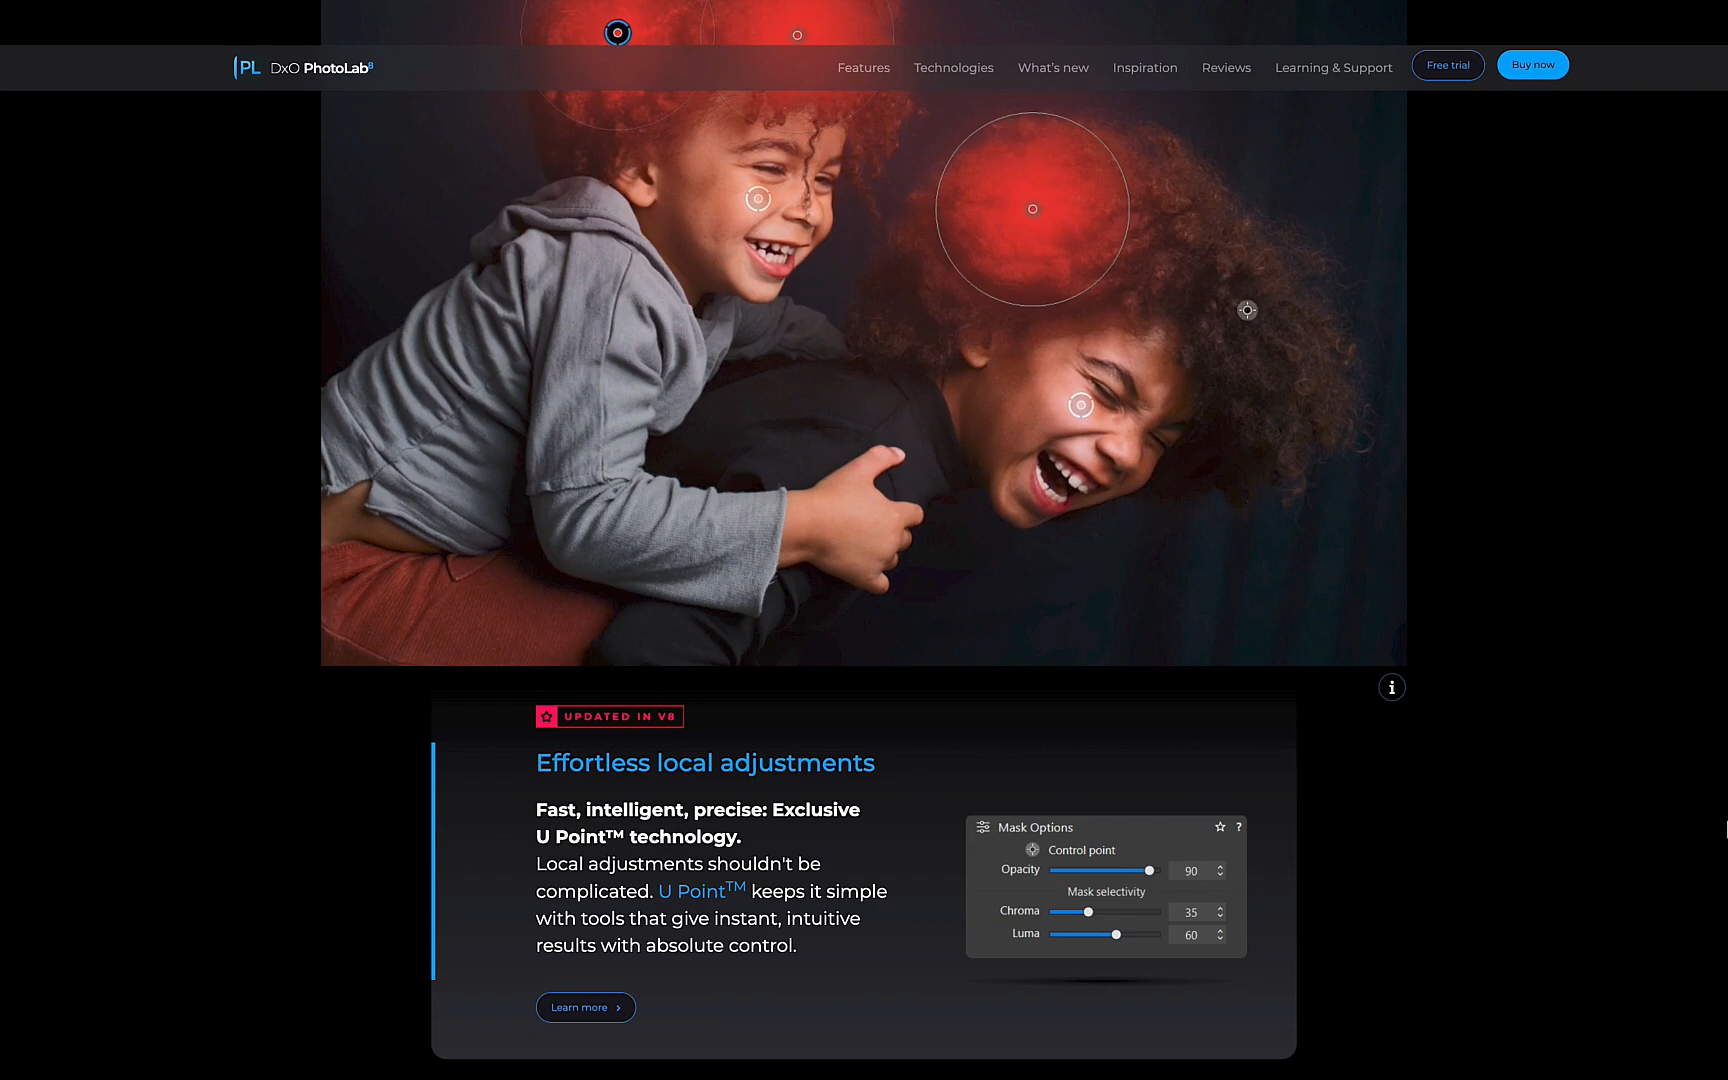 PL DxO PhotoLab8
Features Technologies What's new Inspiration Reviews Learning & Support Free trial Buy now
i
UPDATED IN V8
Effortless local adjustments
Fast, intelligent, precise: Exclusive
U Point™ technology.
Local adjustments shouldn't be
complicated. U Point™ keeps it simple
with tools that give instant, intuitive
results with absolute control.
Learn more >
Mask Options ?
Control point
Opacity 90
Mask selectivity
Chroma 35
Luma 60